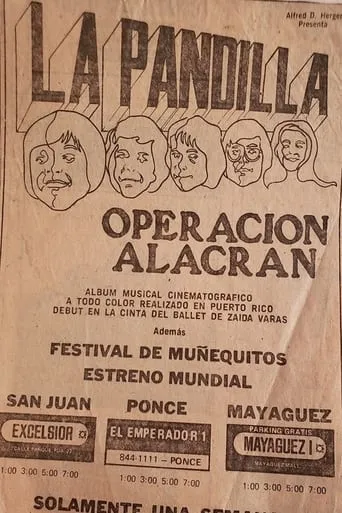 Alfred D. Herger
Presenta
LA PANDILLA
OPERACION
ALACRAN
ALBUM MUSICAL CINEMATOGRAFICO
A TODO COLOR REALIZADO EN PUERTO RICO
DEBUT EN LA CINTA DEL BALLET DE ZAIDA VARAS
Además
FESTIVAL DE MUÑEQUITOS
ESTRENO MUNDIAL
SAN JUAN
EXCELSIOR
1:00 3:00 5:00 7:00
PONCE
EL EMPERADOR 1
844-1111 — PONCE
1:00 3:00 5:00 7:00
MAYAGUEZ
PARKING GRATIS
MAYAGUEZ I
MAYAGUEZ MALL
1:00 3:00 5:00 7:00
SOLAMENTE UNA SEMANA